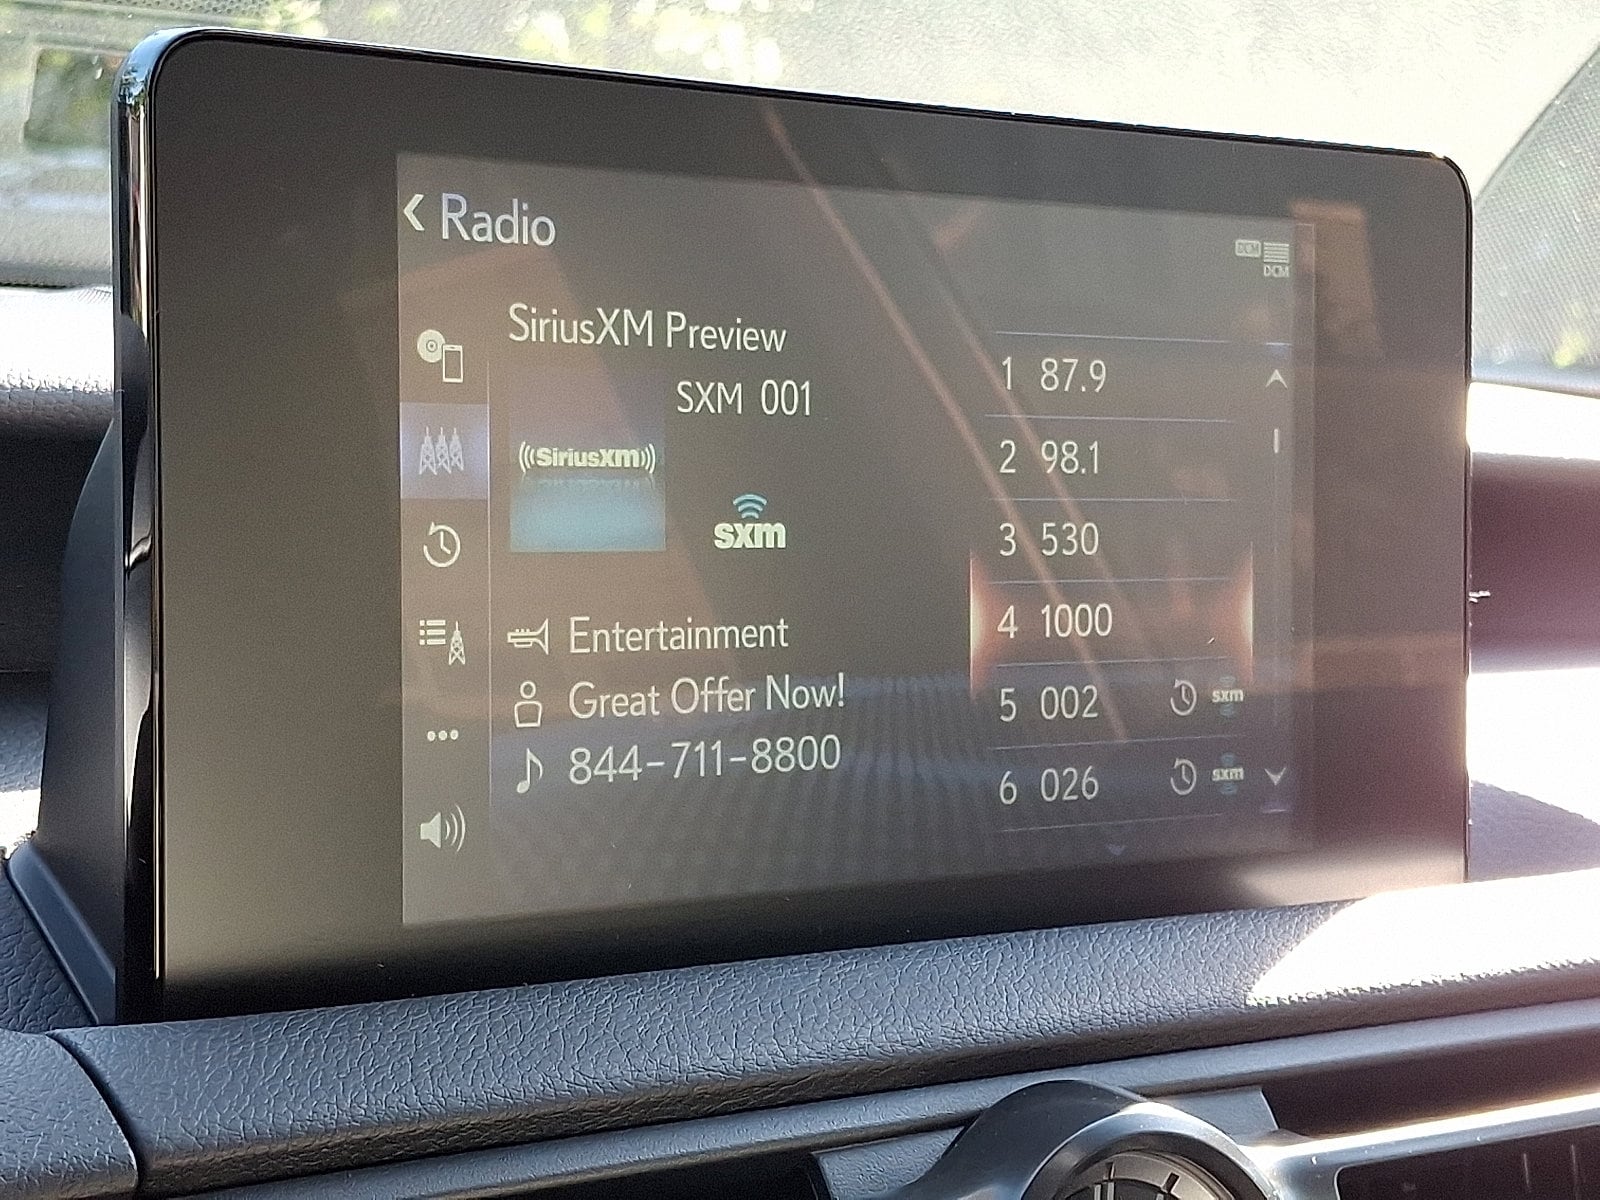 Radio
DCM
DCM
SiriusXM Preview
SXM 001
((SiriusXM))
sxm
Entertainment
Great Offer Now!
844-711-8800
1 87.9
2 98.1
3 530
4 1000
5 002 sxm
6 026 sxm